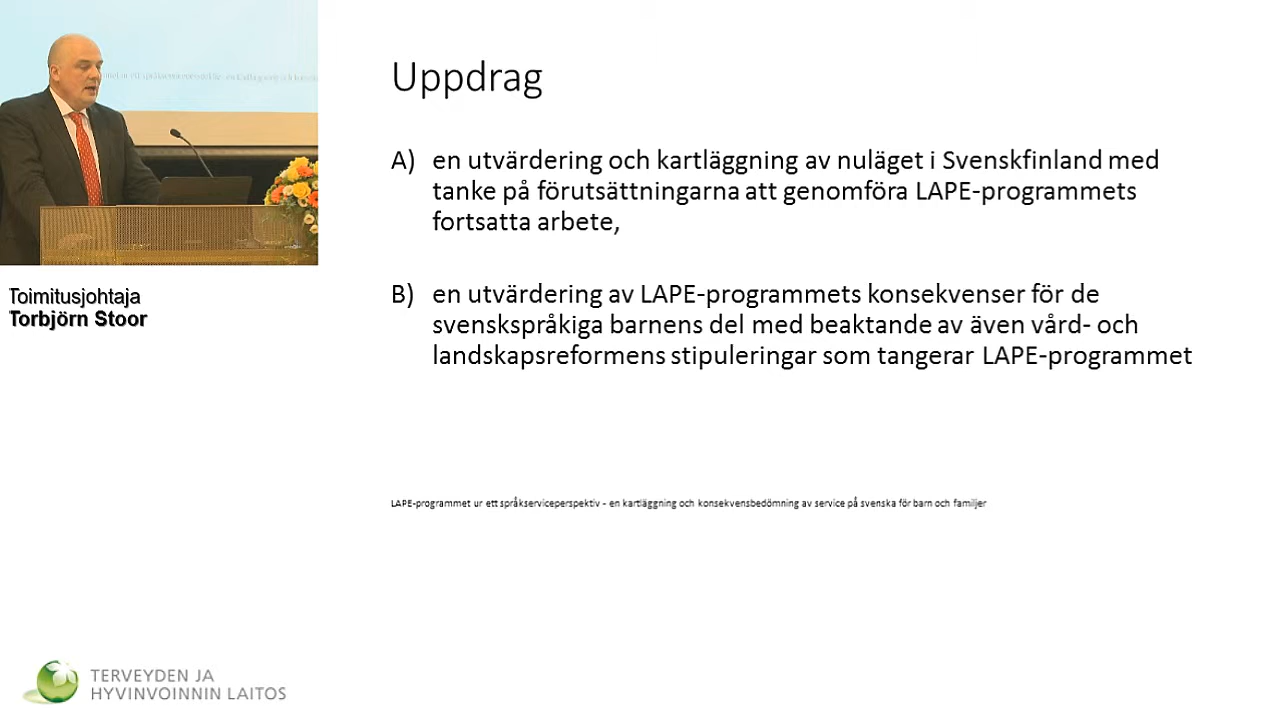 Uppdrag
A) en utvärdering och kartläggning av nuläget i Svenskfinland med
tanke på förutsättningarna att genomföra LAPE-programmets
fortsatta arbete,
B) en utvärdering av LAPE-programmets konsekvenser för de
svenskspråkiga barnens del med beaktande av även vård- och
landskapsreformens stipuleringar som tangerar LAPE-programmet
LAPE-programmet ur ett språkserviceperspektiv - en kartläggning och konsekvensbedömning av service på svenska för barn och familjer
Toimitusjohtaja
Torbjörn Stoor
TERVEYDEN JA
HYVINVOINNIN LAITOS